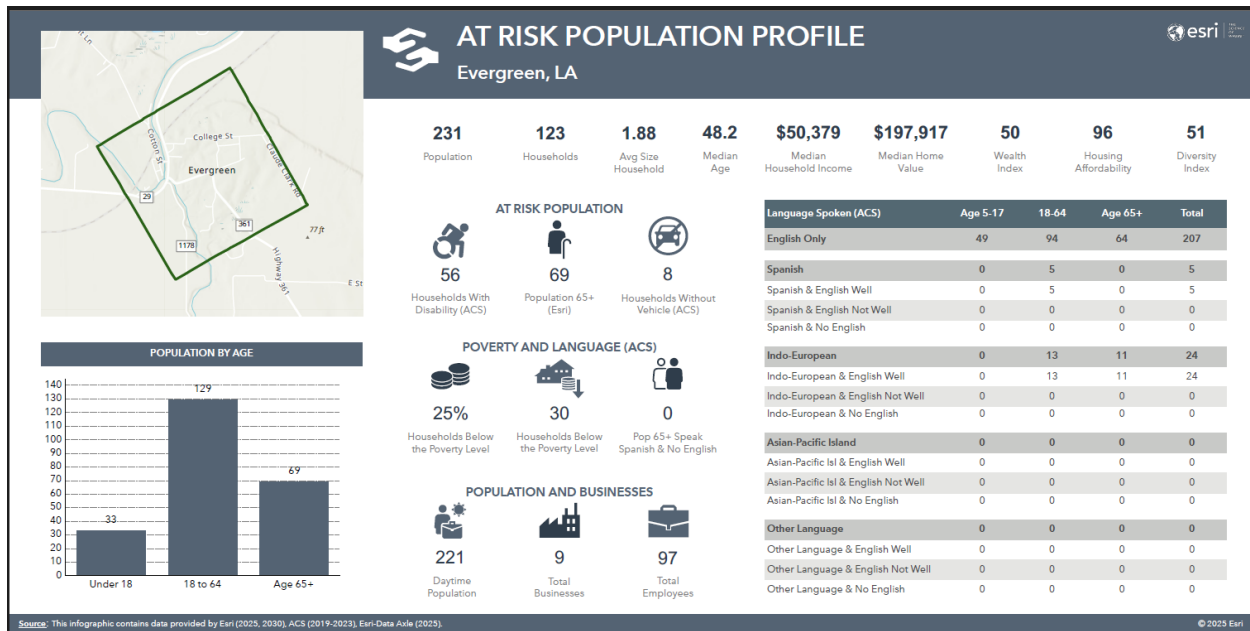 AT RISK POPULATION PROFILE
Evergreen, LA
esri
College St
Cotton St
Claude Clark Rd
Evergreen
29
361
1178
77 ft
Highway 361
E St
231
Population
123
Households
1.88
Avg Size
Household
48.2
Median
Age
$50,379
Median
Household Income
$197,917
Median Home
Value
50
Wealth
Index
96
Housing
Affordability
51
Diversity
Index
AT RISK POPULATION
56
Households With
Disability (ACS)
69
Population 65+
(Esri)
8
Households Without
Vehicle (ACS)
POVERTY AND LANGUAGE (ACS)
25%
Households Below
the Poverty Level
30
Households Below
the Poverty Level
0
Pop 65+ Speak
Spanish & No English
POPULATION AND BUSINESSES
221
Daytime
Population
9
Total
Businesses
97
Total
Employees
POPULATION BY AGE
140
130
120
110
100
90
80
70
60
50
40
30
20
10
0
33
129
69
Under 18 18 to 64 Age 65+
Language Spoken (ACS) Age 5-17 18-64 Age 65+ Total
English Only 49 94 64 207
Spanish 0 5 0 5
Spanish & English Well 0 5 0 5
Spanish & English Not Well 0 0 0 0
Spanish & No English 0 0 0 0
Indo-European 0 13 11 24
Indo-European & English Well 0 13 11 24
Indo-European & English Not Well 0 0 0 0
Indo-European & No English 0 0 0 0
Asian-Pacific Island 0 0 0 0
Asian-Pacific Isl & English Well 0 0 0 0
Asian-Pacific Isl & English Not Well 0 0 0 0
Asian-Pacific Isl & No English 0 0 0 0
Other Language 0 0 0 0
Other Language & English Well 0 0 0 0
Other Language & English Not Well 0 0 0 0
Other Language & No English 0 0 0 0
Source: This infographic contains data provided by Esri (2025, 2030), ACS (2019-2023), Esri-Data Axle (2025).
© 2025 Esri